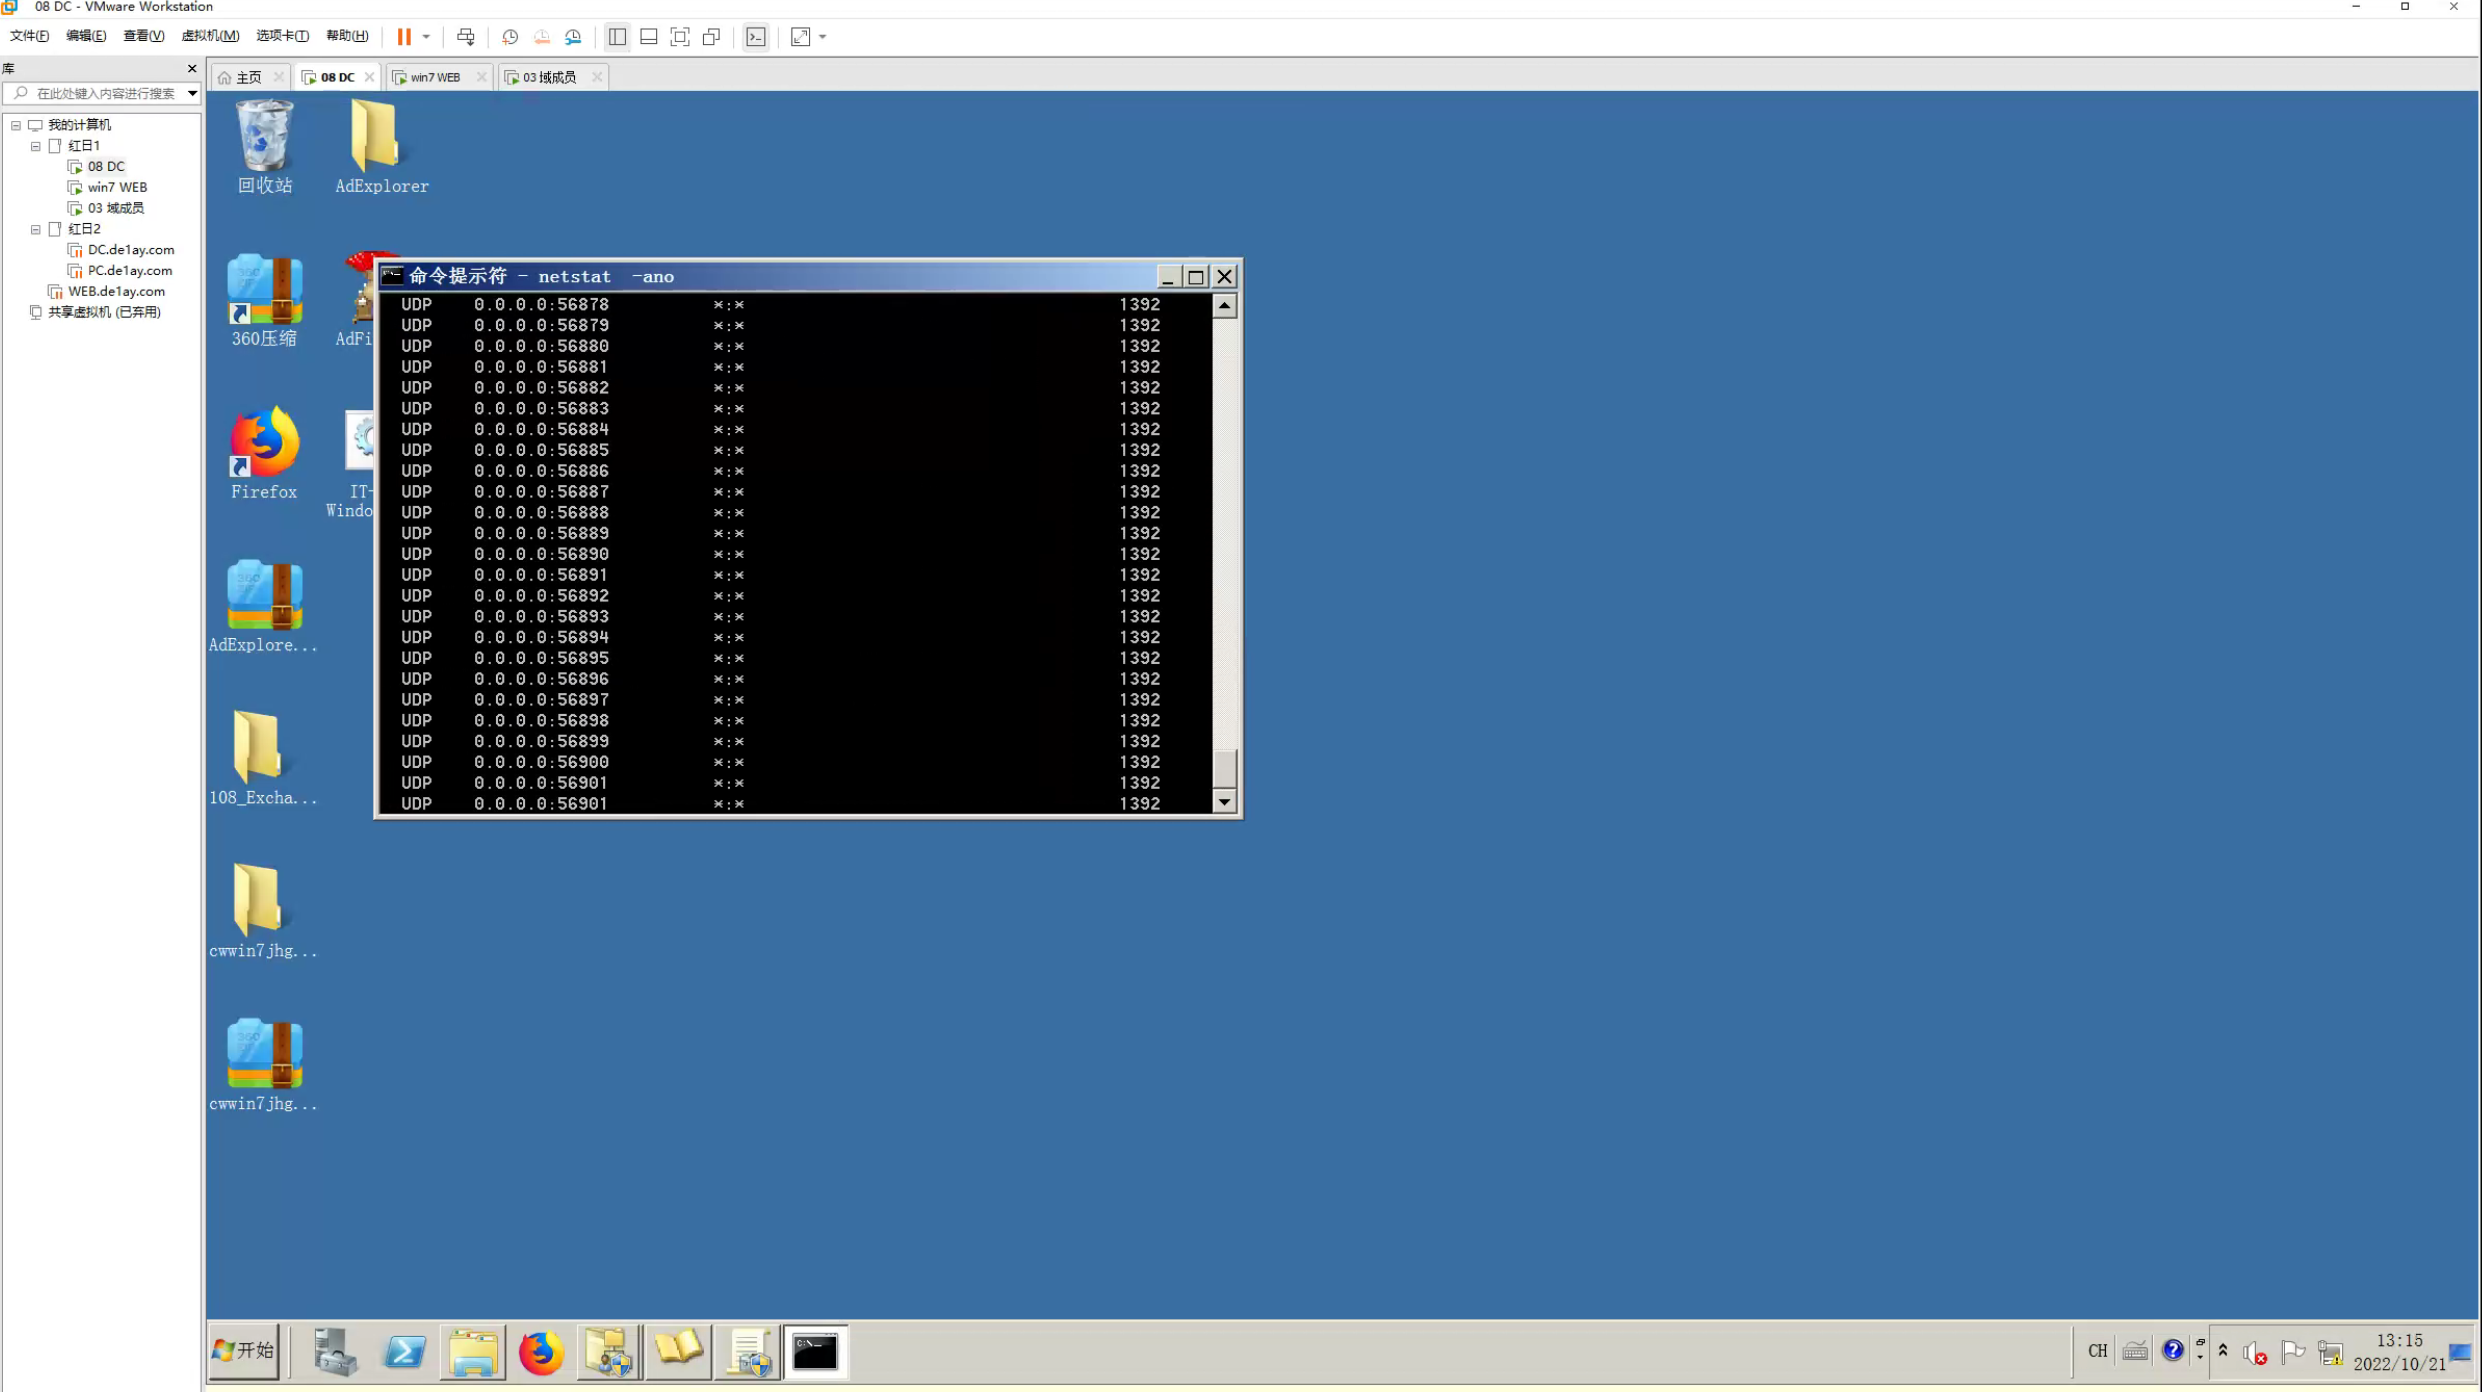 08 DC - VMware Workstation
文件(F) 编辑(E) 查看(V) 虚拟机(M) 选项卡(T) 帮助(H)
库
在此处键入内容进行搜索
我的计算机
红日1
08 DC
win7 WEB
03 域成员
红日2
DC.de1ay.com
PC.de1ay.com
WEB.de1ay.com
共享虚拟机 (已弃用)
主页 08 DC win7 WEB 03 域成员
回收站 AdExplorer
360压缩 AdFi
Firefox IT-
Windo
AdExplore...
108_Excha...
cwwin7jhg...
cwwin7jhg...
命令提示符 - netstat -ano
UDP 0.0.0.0:56878 *:* 1392
UDP 0.0.0.0:56879 *:* 1392
UDP 0.0.0.0:56880 *:* 1392
UDP 0.0.0.0:56881 *:* 1392
UDP 0.0.0.0:56882 *:* 1392
UDP 0.0.0.0:56883 *:* 1392
UDP 0.0.0.0:56884 *:* 1392
UDP 0.0.0.0:56885 *:* 1392
UDP 0.0.0.0:56886 *:* 1392
UDP 0.0.0.0:56887 *:* 1392
UDP 0.0.0.0:56888 *:* 1392
UDP 0.0.0.0:56889 *:* 1392
UDP 0.0.0.0:56890 *:* 1392
UDP 0.0.0.0:56891 *:* 1392
UDP 0.0.0.0:56892 *:* 1392
UDP 0.0.0.0:56893 *:* 1392
UDP 0.0.0.0:56894 *:* 1392
UDP 0.0.0.0:56895 *:* 1392
UDP 0.0.0.0:56896 *:* 1392
UDP 0.0.0.0:56897 *:* 1392
UDP 0.0.0.0:56898 *:* 1392
UDP 0.0.0.0:56899 *:* 1392
UDP 0.0.0.0:56900 *:* 1392
UDP 0.0.0.0:56901 *:* 1392
UDP 0.0.0.0:56901 *:* 1392
开始
CH
13:15
2022/10/21